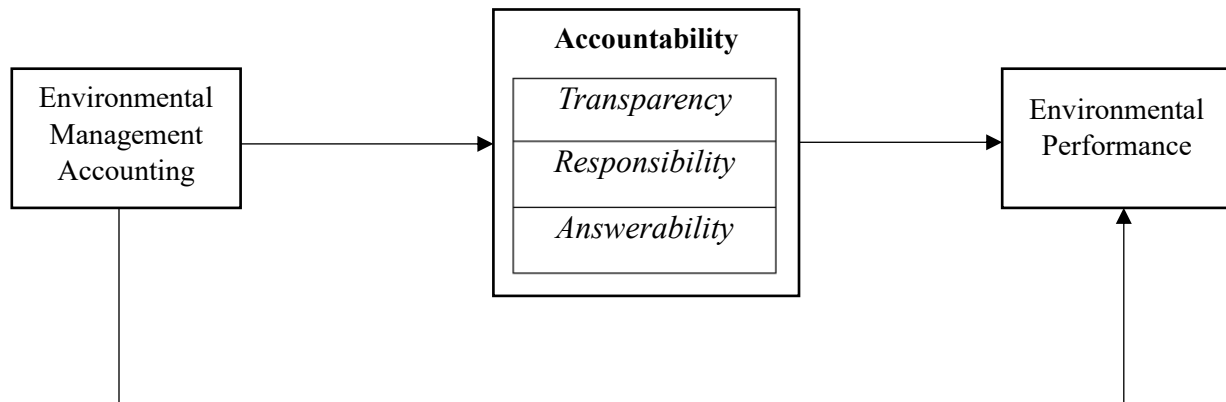 Environmental
Management
Accounting
Accountability
Transparency
Responsibility
Answerability
Environmental
Performance